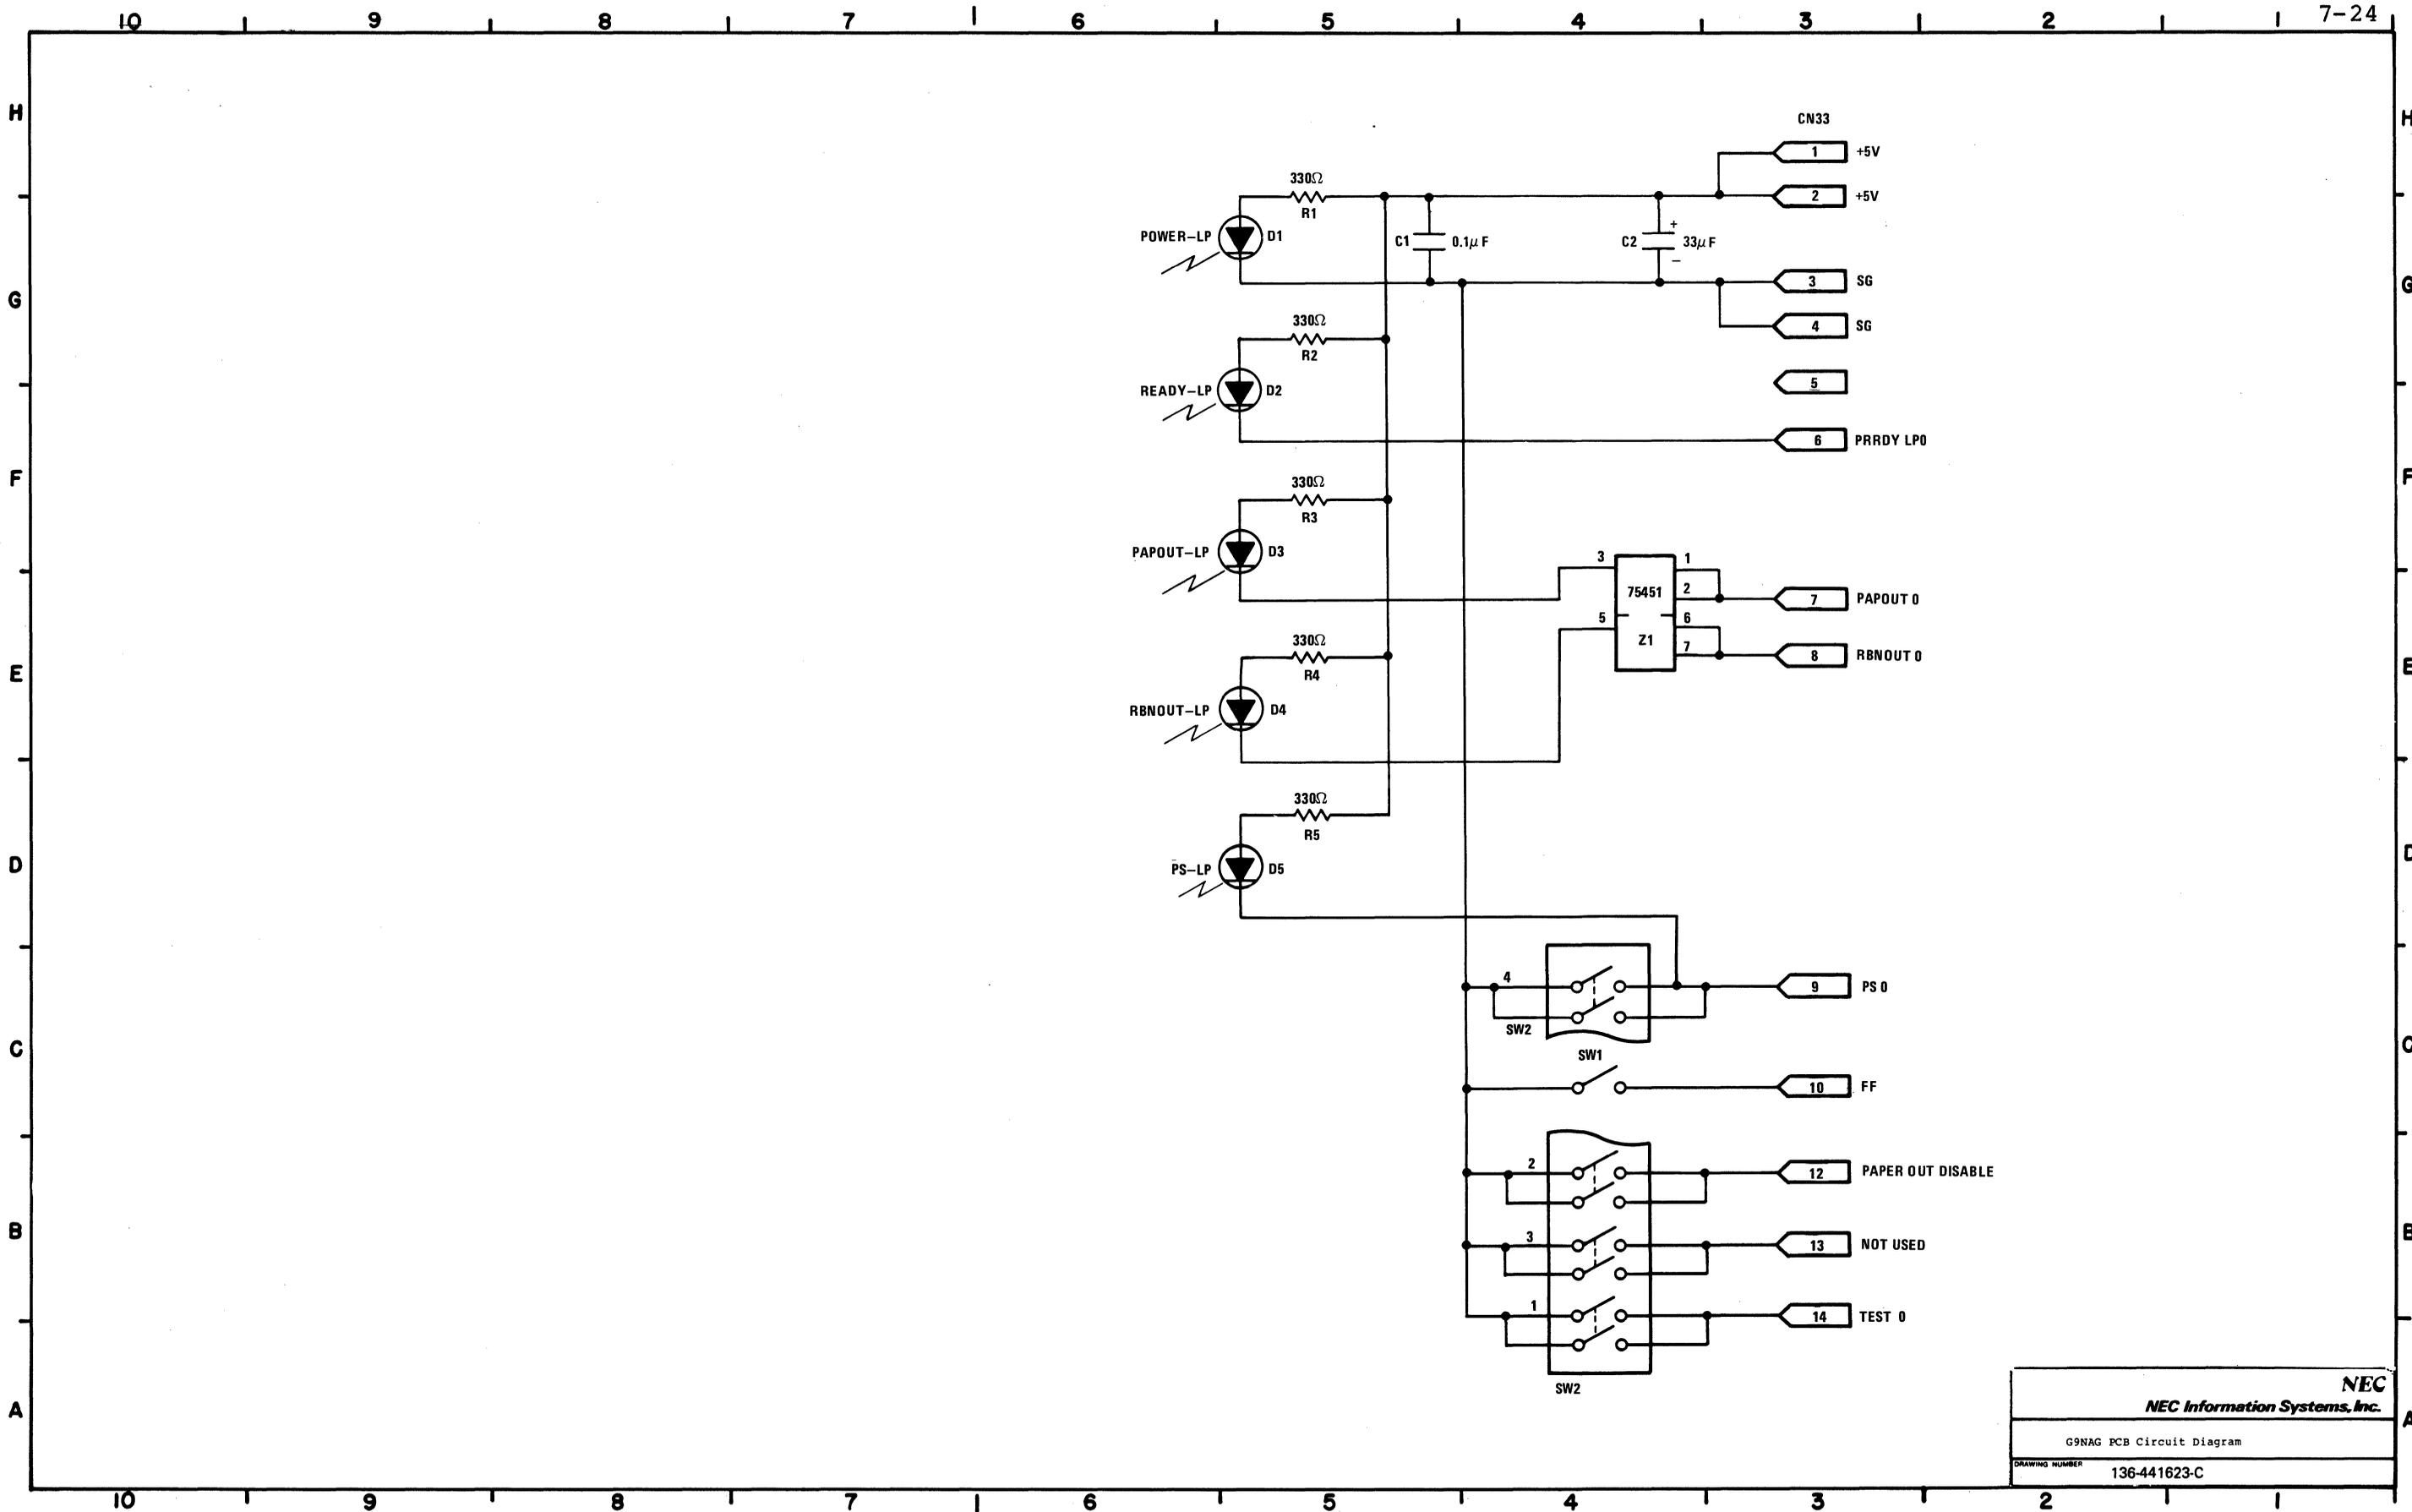 10 9 8 7 6 5 4 3 2 1 7-24
H H
CN33
1 +5V
330Ω
2 +5V
R1
POWER-LP D1
C1 0.1μF
C2 + 33μF −
3 SG
G G
4 SG
330Ω
R2
5
READY-LP D2
6 PRRDY LP0
F F
330Ω
R3
PAPOUT-LP D3
3 1
75451 2
7 PAPOUT 0
5 6
Z1 7
8 RBNOUT 0
330Ω
R4
E E
RBNOUT-LP D4
330Ω
R5
D D
PS-LP D5
4
9 PS 0
SW2
C C
SW1
10 FF
2
12 PAPER OUT DISABLE
B B
3
13 NOT USED
1
14 TEST 0
SW2
A A
NEC
NEC Information Systems, Inc.
G9NAG PCB Circuit Diagram
DRAWING NUMBER
136-441623-C
10 9 8 7 6 5 4 3 2 1